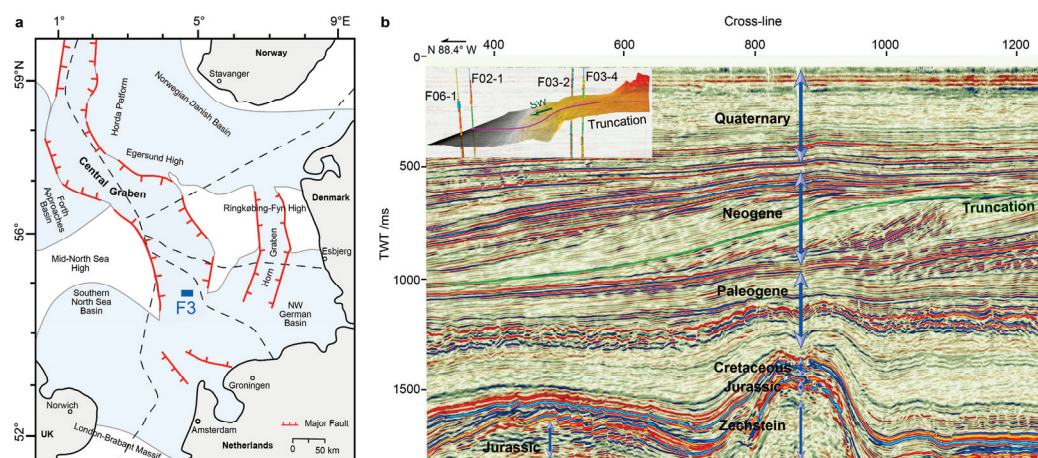 a
1°
5°
9°E
59°N
56°
52°
Norway
Stavanger
Norwegian-Danish Basin
Horda Patform
Egersund High
Central Graben
Forth
Approaches
Basin
Ringkøbing-Fyn High
Denmark
Esbjerg
Mid-North Sea
High
Horn Graben
Southern
North Sea
Basin
F3
NW
German
Basin
Groningen
Norwich
Amsterdam
UK
London-Brabant Massif
Netherlands
Major Fault
0 50 km
b
Cross-line
N 88.4° W
400 600 800 1000 1200
0
500
1000
1500
TWT /ms
F06-1
F02-1
F03-2
F03-4
SW
Truncation
Quaternary
Neogene
Truncation
Paleogene
Cretaceous
Jurassic
Zechstein
Jurassic